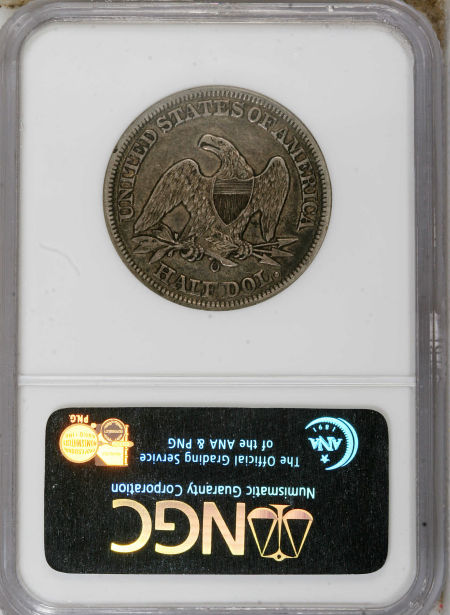 UNITED STATES OF AMERICA
O
HALF DOL.
NGC
Numismatic Guaranty Corporation
The Official Grading Service
of the ANA & PNG
ANA
1891
P.N.G.